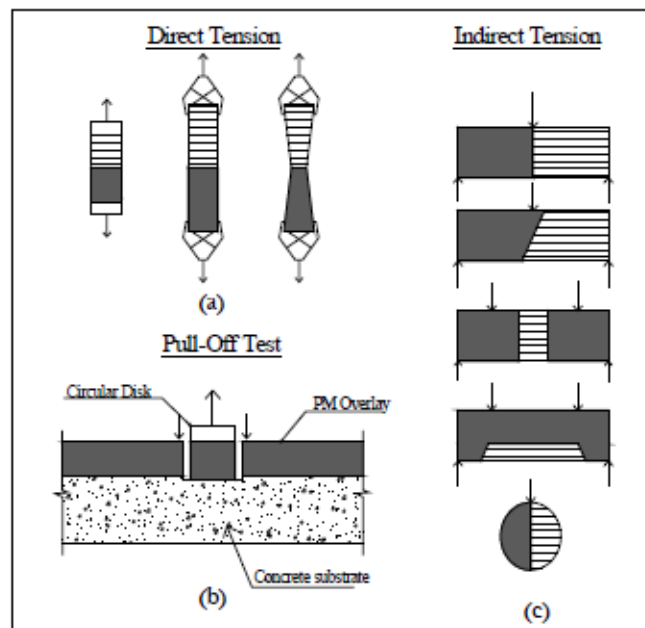 Direct Tension
Indirect Tension
(a)
Pull-Off Test
Circular Disk
PM Overlay
Concrete substrate
(b)
(c)